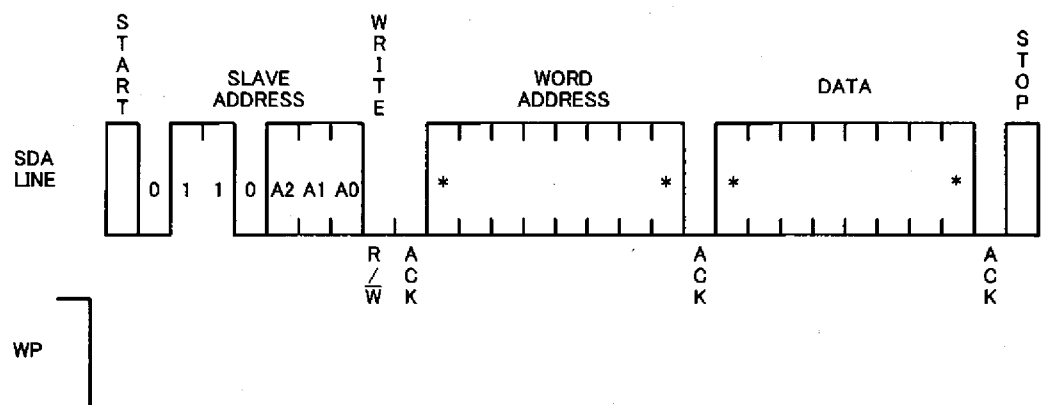 START
WRITE
STOP
SLAVE
ADDRESS
WORD
ADDRESS
DATA
SDA
LINE
0 1 1 0 A2 A1 A0
* * * *
R/W
ACK
ACK
ACK
WP